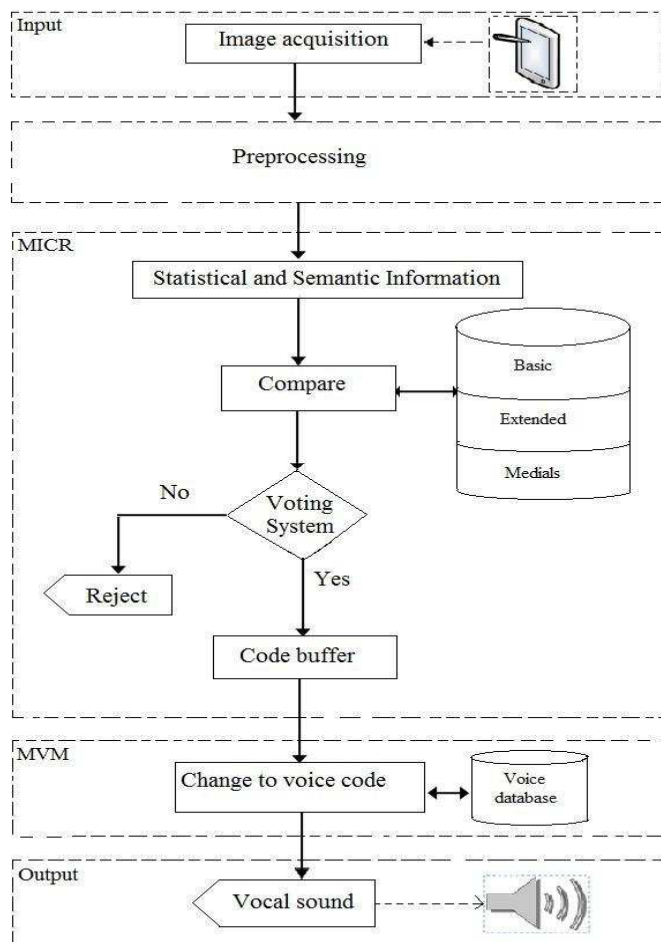 Input
Image acquisition
Preprocessing
MICR
Statistical and Semantic Information
Compare
Basic
Extended
Medials
No
Voting
System
Yes
Reject
Code buffer
MVM
Change to voice code
Voice
database
Output
Vocal sound